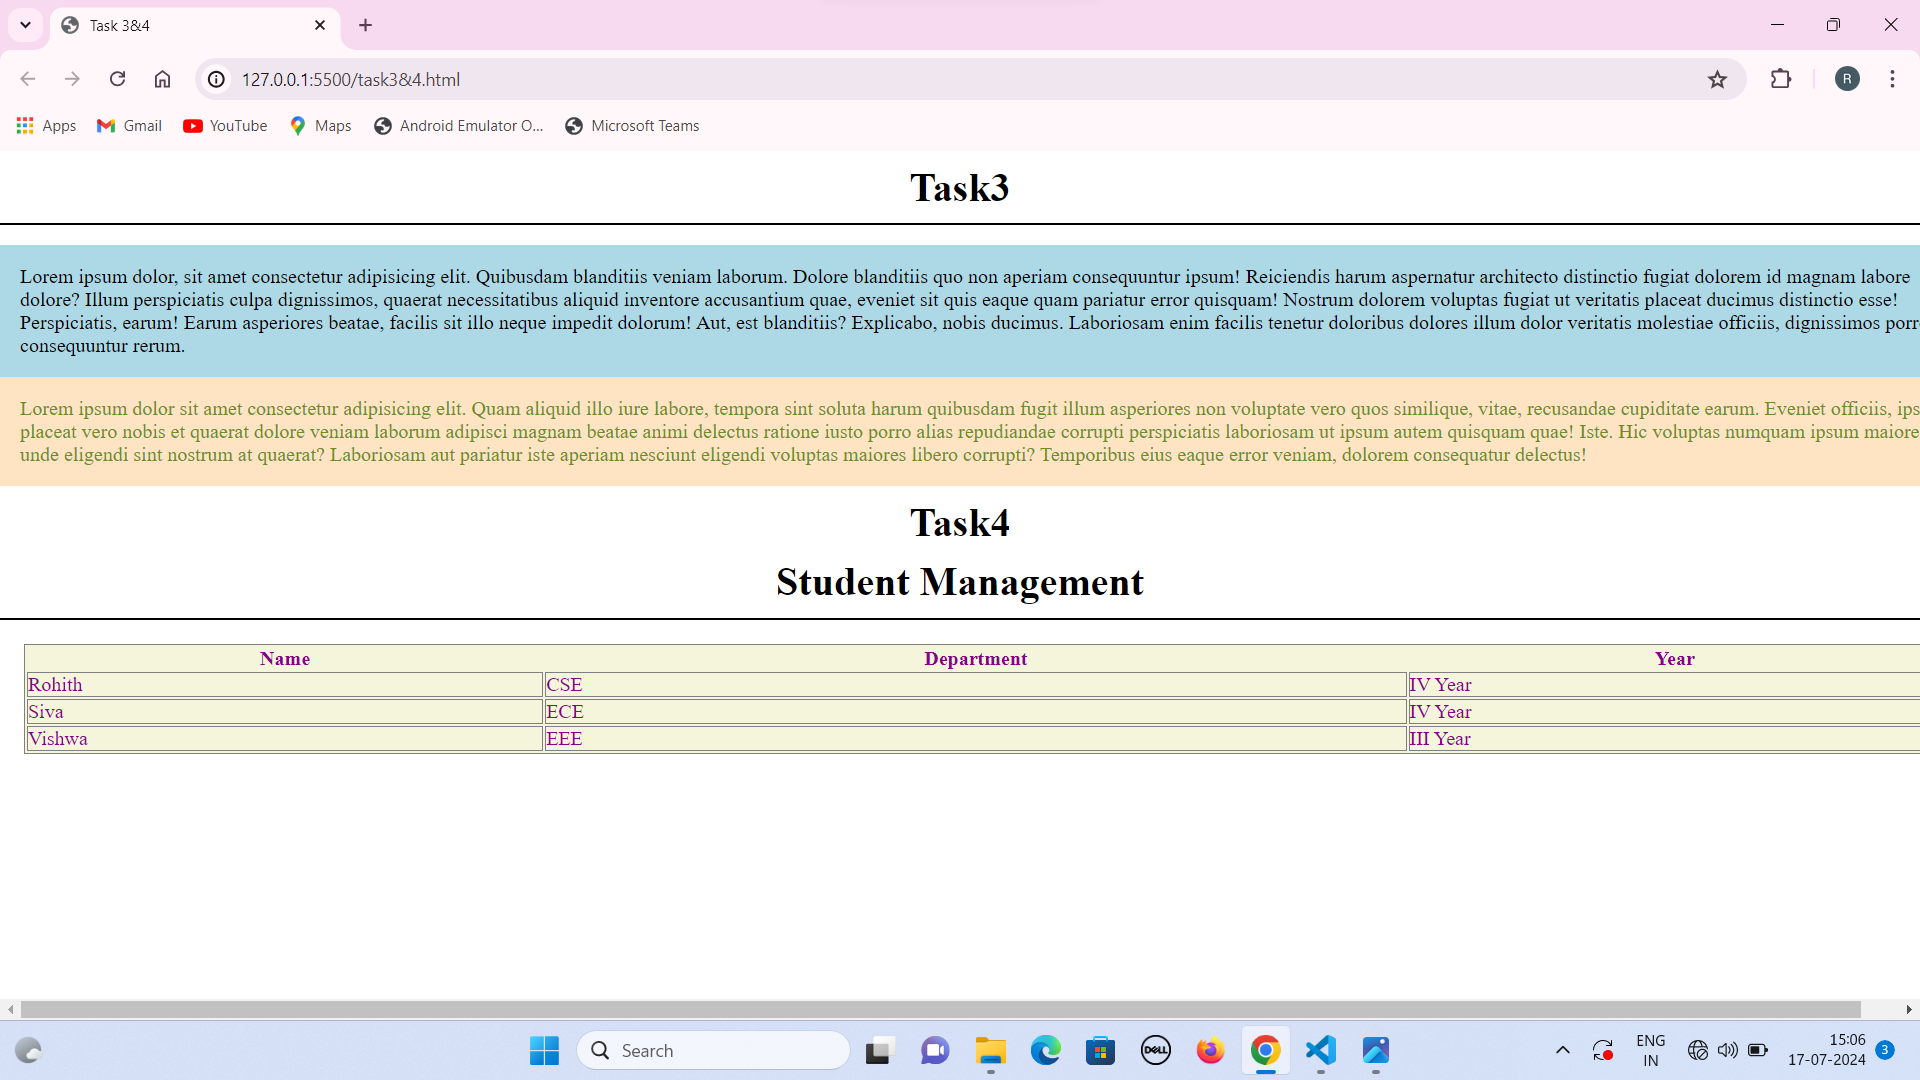 Task 3&4
127.0.0.1:5500/task3&4.html
R
Apps Gmail YouTube Maps Android Emulator O... Microsoft Teams
Task3
Lorem ipsum dolor, sit amet consectetur adipisicing elit. Quibusdam blanditiis veniam laborum. Dolore blanditiis quo non aperiam consequuntur ipsum! Reiciendis harum aspernatur architecto distinctio fugiat dolorem id magnam labore
dolore? Illum perspiciatis culpa dignissimos, quaerat necessitatibus aliquid inventore accusantium quae, eveniet sit quis eaque quam pariatur error quisquam! Nostrum dolorem voluptas fugiat ut veritatis placeat ducimus distinctio esse!
Perspiciatis, earum! Earum asperiores beatae, facilis sit illo neque impedit dolorum! Aut, est blanditiis? Explicabo, nobis ducimus. Laboriosam enim facilis tenetur doloribus dolores illum dolor veritatis molestiae officiis, dignissimos porr
consequuntur rerum.
Lorem ipsum dolor sit amet consectetur adipisicing elit. Quam aliquid illo iure labore, tempora sint soluta harum quibusdam fugit illum asperiores non voluptate vero quos similique, vitae, recusandae cupiditate earum. Eveniet officiis, ips
placeat vero nobis et quaerat dolore veniam laborum adipisci magnam beatae animi delectus ratione iusto porro alias repudiandae corrupti perspiciatis laboriosam ut ipsum autem quisquam quae! Iste. Hic voluptas numquam ipsum maiore
unde eligendi sint nostrum at quaerat? Laboriosam aut pariatur iste aperiam nesciunt eligendi voluptas maiores libero corrupti? Temporibus eius eaque error veniam, dolorem consequatur delectus!
Task4
Student Management
Name Department Year
Rohith CSE IV Year
Siva ECE IV Year
Vishwa EEE III Year
Search
DELL
ENG
IN
15:06
17-07-2024
3